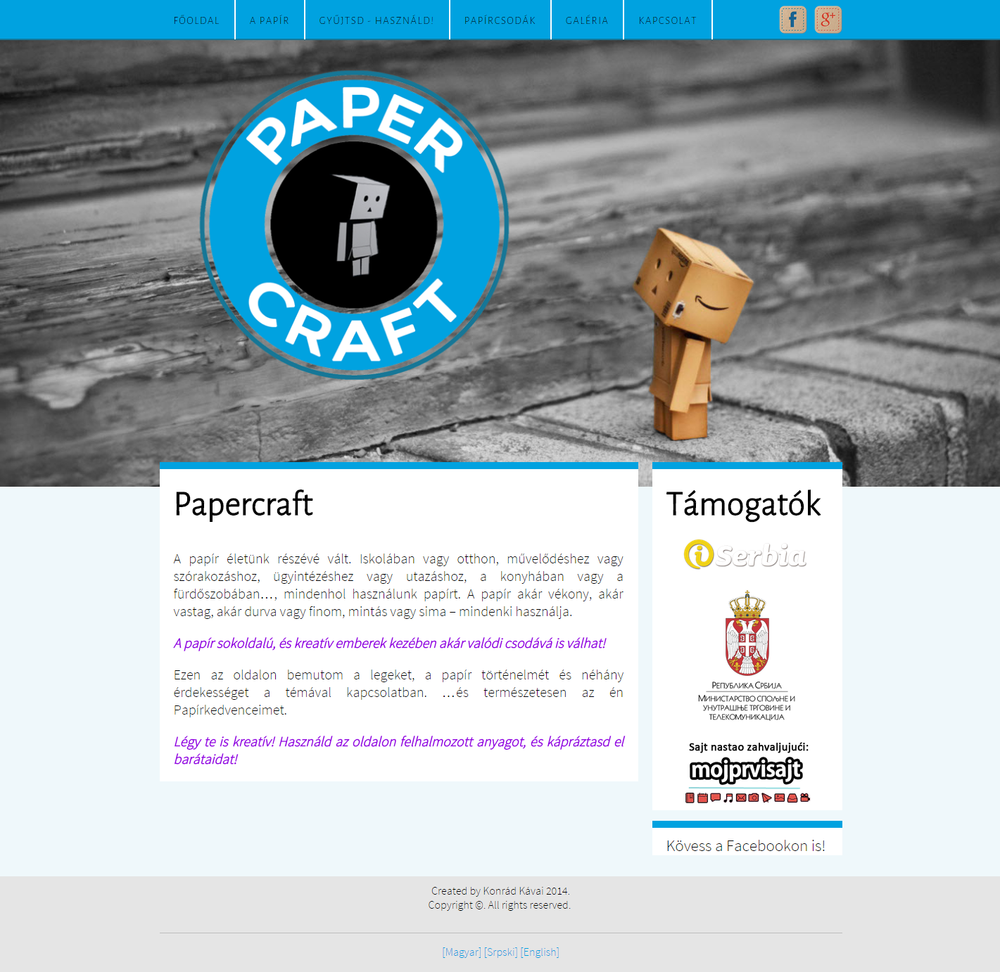 FŐOLDAL
A PAPÍR
GYŰJTSD - HASZNÁLD!
PAPÍRCSODÁK
GALÉRIA
KAPCSOLAT
f
g+
PAPER
CRAFT
Papercraft
A papír életünk részévé vált. Iskolában vagy otthon, művelődéshez vagy
szórakozáshoz, ügyintézéshez vagy utazáshoz, a konyhában vagy a
fürdőszobában…, mindenhol használunk papírt. A papír akár vékony, akár
vastag, akár durva vagy finom, mintás vagy sima – mindenki használja.
A papír sokoldalú, és kreatív emberek kezében akár valódi csodává is válhat!
Ezen az oldalon bemutom a legeket, a papír történelmét és néhány
érdekességet a témával kapcsolatban. …és természetesen az én
Papírkedvenceimet.
Légy te is kreatív! Használd az oldalon felhalmozott anyagot, és kápráztasd el
barátaidat!
Támogatók
i Serbia
РЕПУБЛИКА СРБИЈА
МИНИСТАРСТВО СПОЉНЕ И
УНУТРАШЊЕ ТРГОВИНЕ И
ТЕЛЕКОМУНИКАЦИЈА
Sajt nastao zahvaljujući:
mojprvisajt
Kövess a Facebookon is!
Created by Konrád Kávai 2014.
Copyright ©. All rights reserved.
[Magyar] [Srpski] [English]